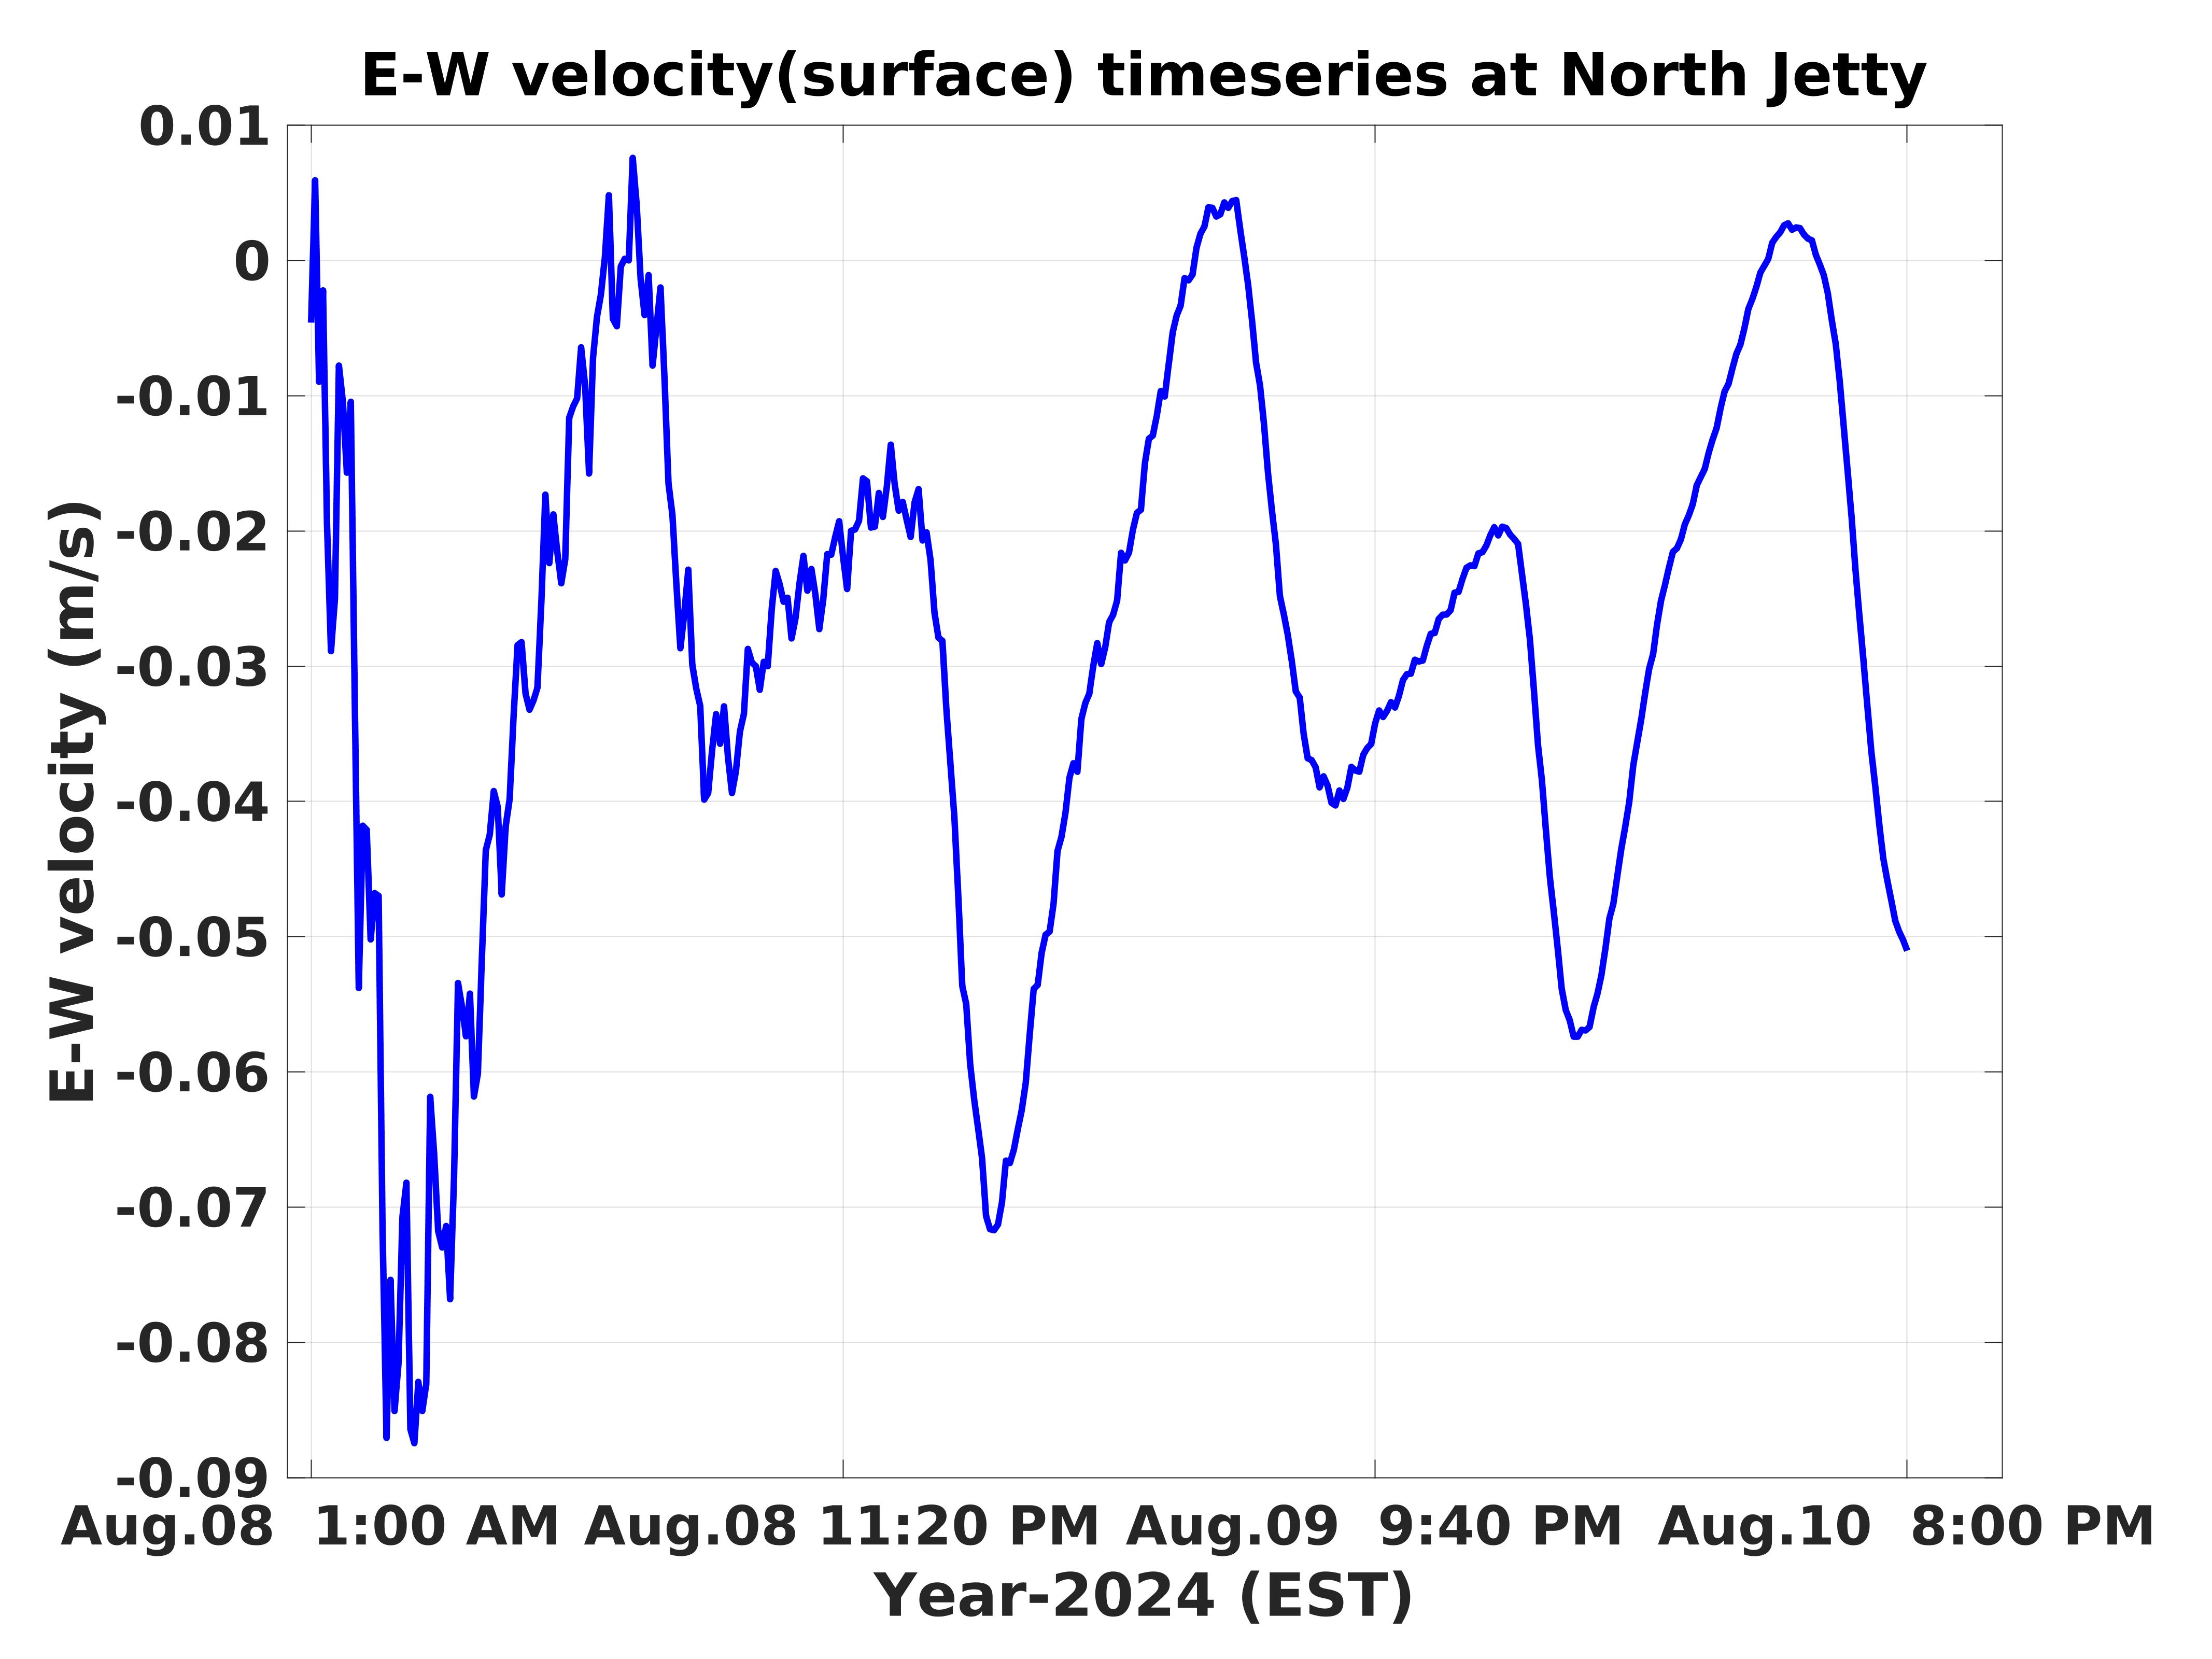 E-W velocity(surface) timeseries at North Jetty
0.01
0
-0.01
-0.02
-0.03
-0.04
-0.05
-0.06
-0.07
-0.08
-0.09
E-W velocity (m/s)
Aug.08 1:00 AM Aug.08 11:20 PM Aug.09 9:40 PM Aug.10 8:00 PM
Year-2024 (EST)